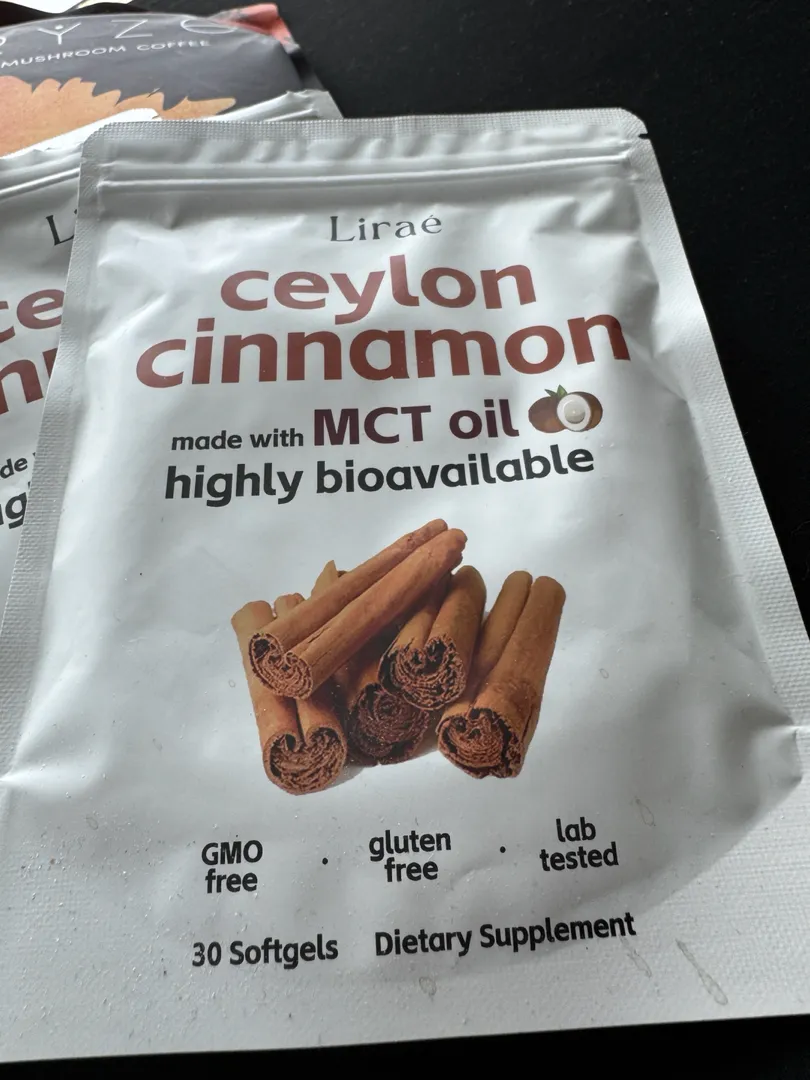 MUSHROOM COFFEE
Liraé
ceylon
cinnamon
made with MCT oil
highly bioavailable
GMO free · gluten free · lab tested
30 Softgels Dietary Supplement